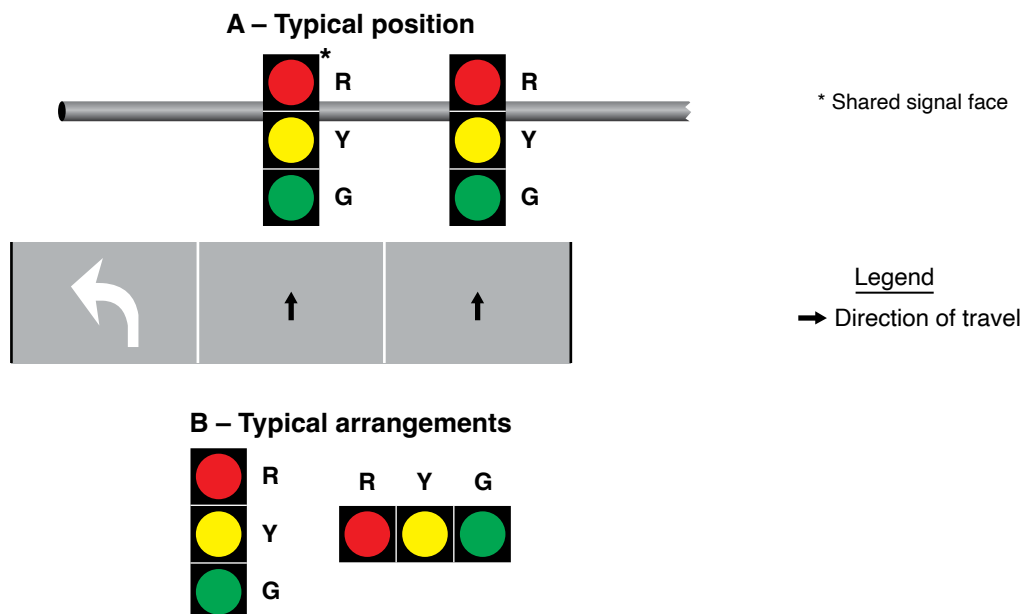 A – Typical position
*
R
R
* Shared signal face
Y
Y
G
G
Legend
Direction of travel
B – Typical arrangements
R
R Y G
Y
G